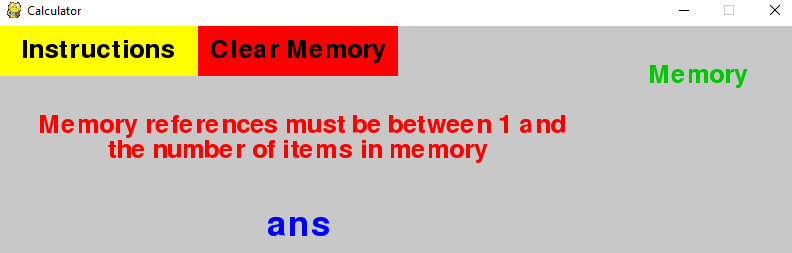 Calculator
Instructions
Clear Memory
Memory
Memory references must be between 1 and
the number of items in memory
ans